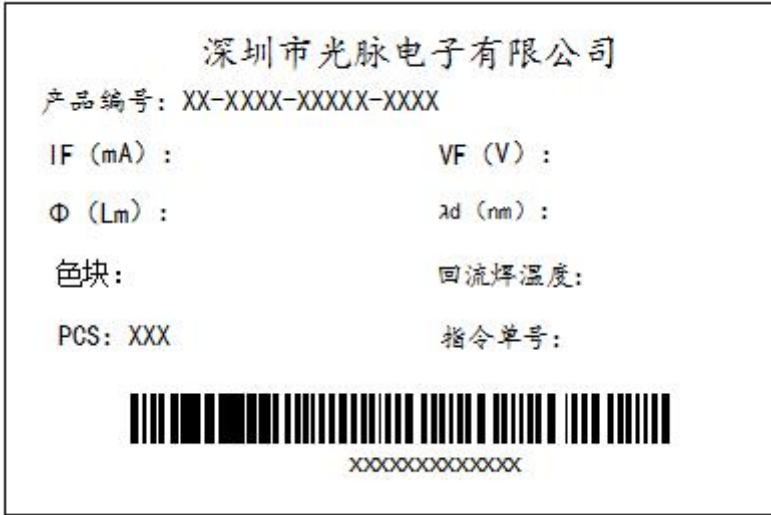 深圳市光脉电子有限公司
产品编号: XX-XXXX-XXXXX-XXXX
IF (mA) : VF (V) :
Φ (Lm) : λd (nm) :
色块: 回流焊温度:
PCS: XXX 指令单号:
XXXXXXXXXXXXX